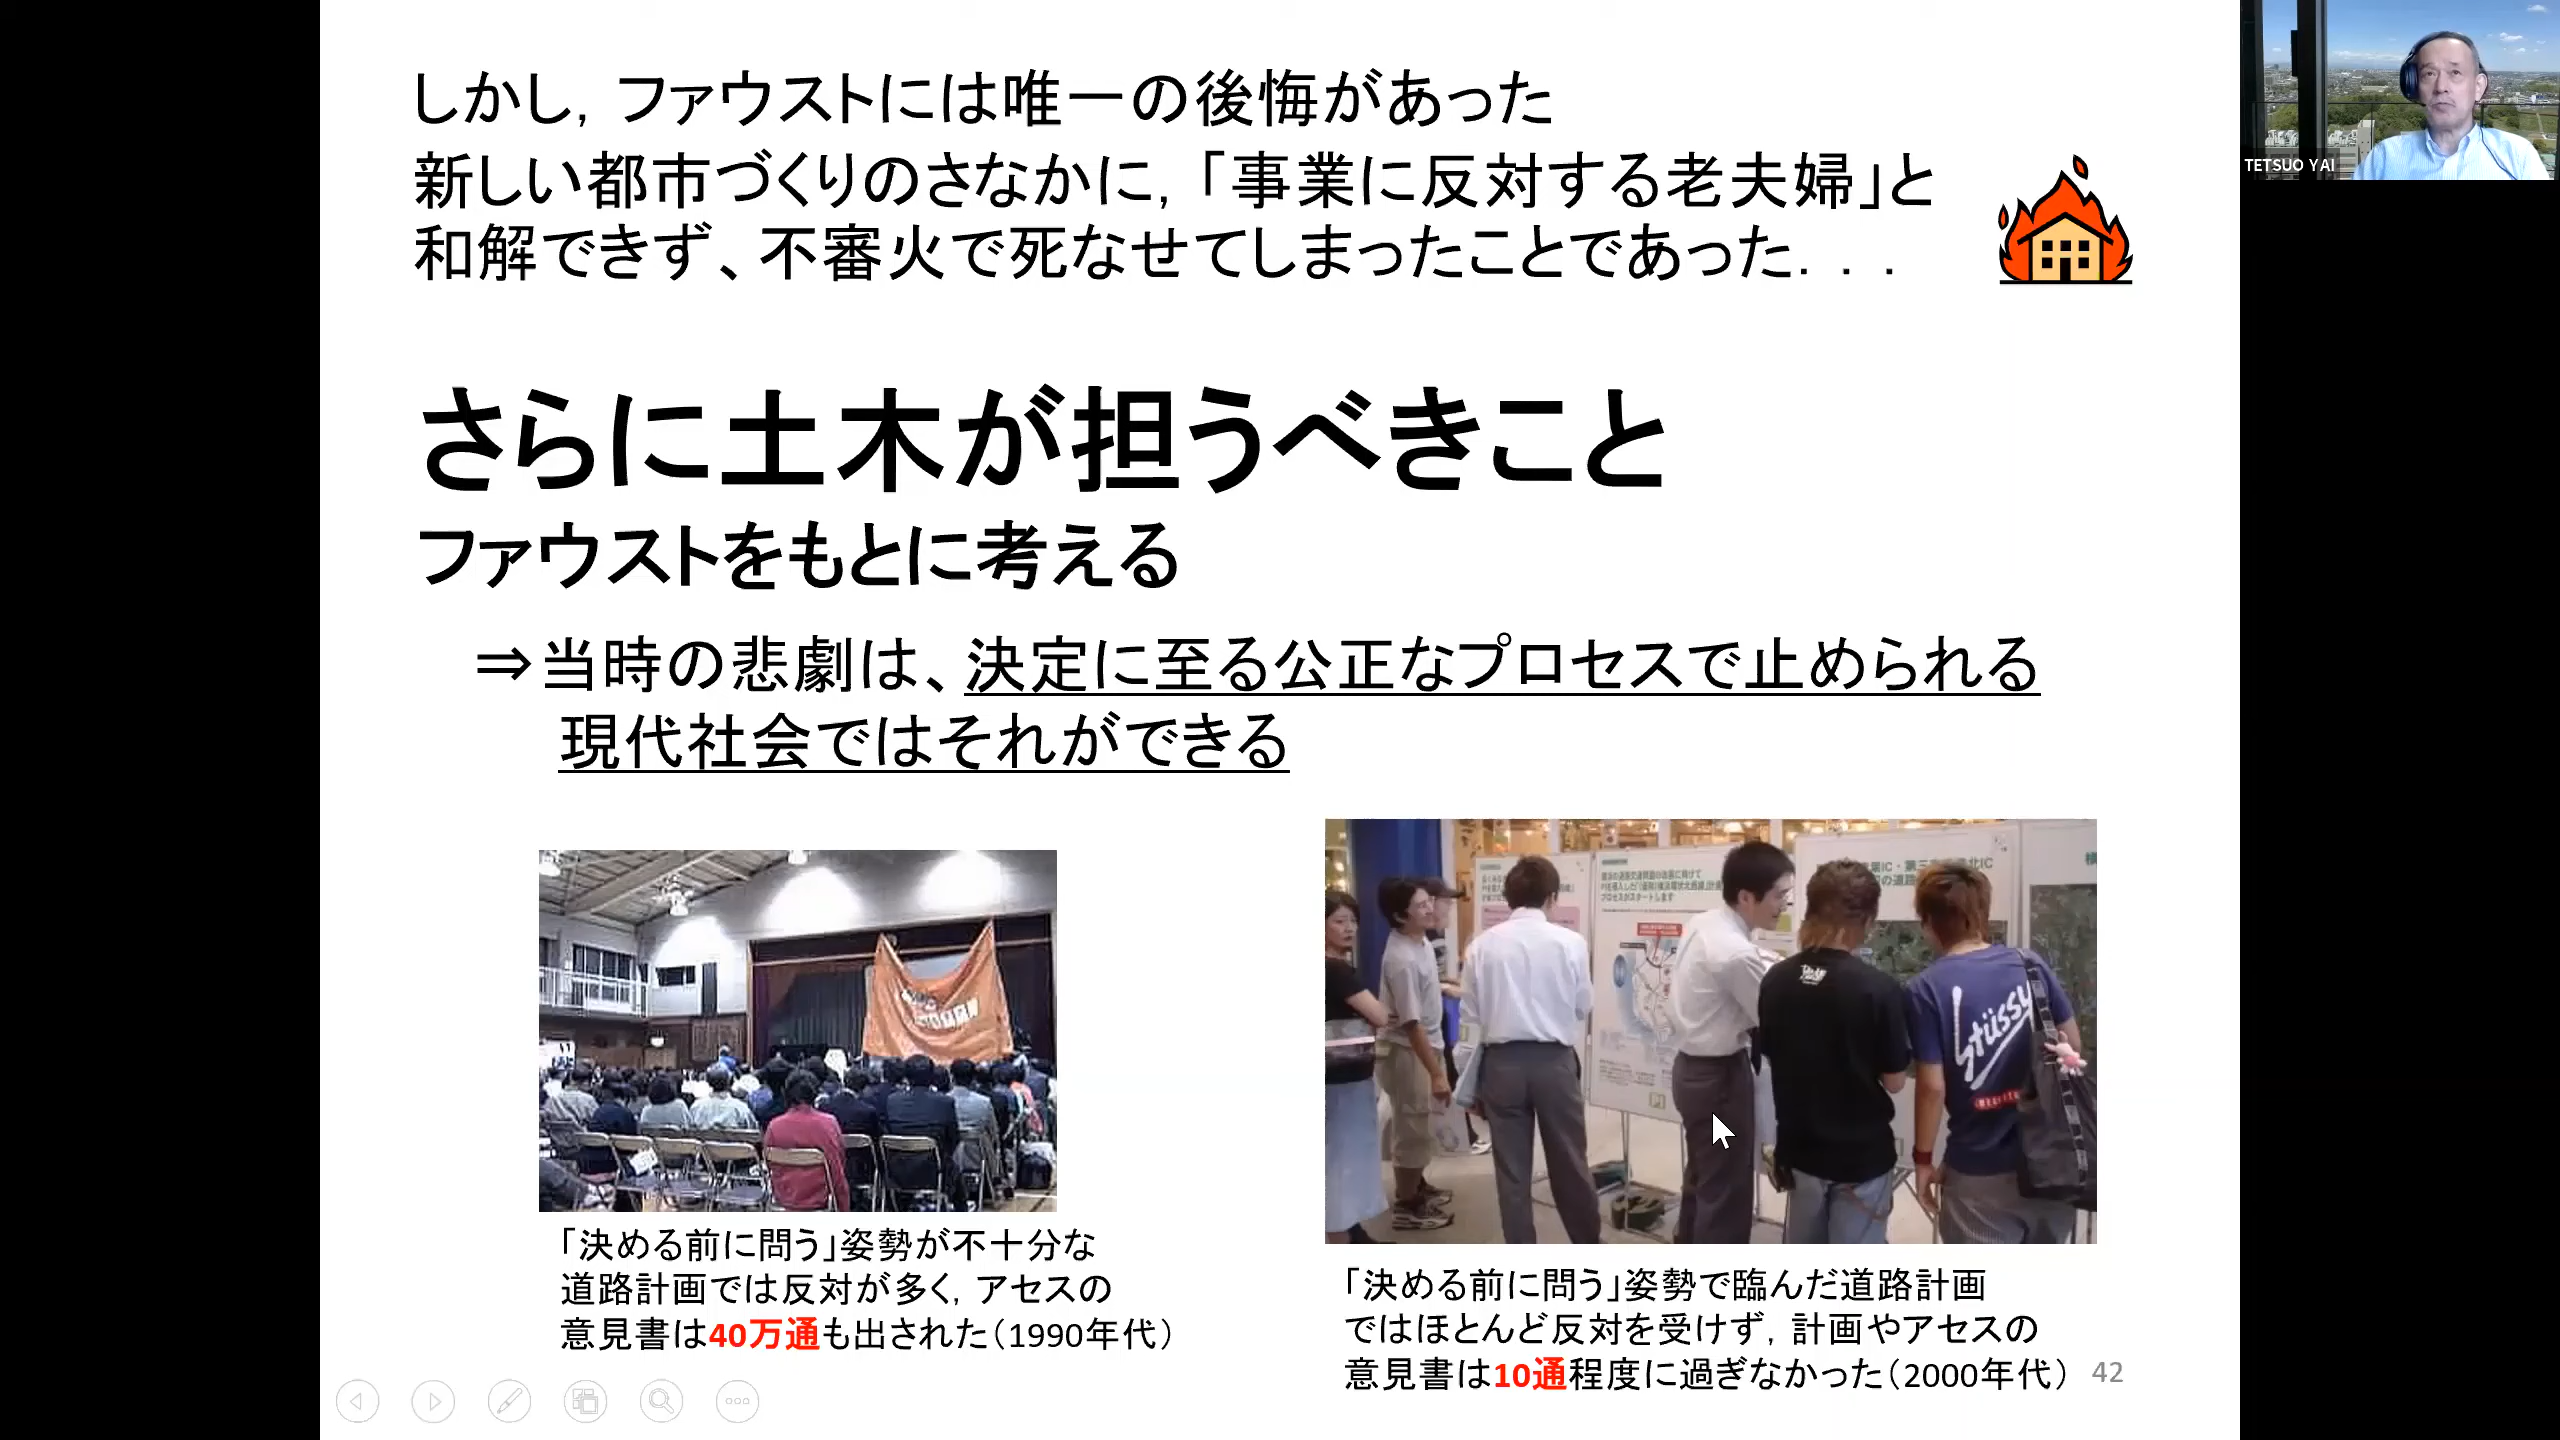 しかし，ファウストには唯一の後悔があった
新しい都市づくりのさなかに，「事業に反対する老夫婦」と
和解できず、不審火で死なせてしまったことであった．．．
TETSUO YAI
さらに土木が担うべきこと
ファウストをもとに考える
⇒当時の悲劇は、決定に至る公正なプロセスで止められる
現代社会ではそれができる
Stüssy
「決める前に問う」姿勢が不十分な
道路計画では反対が多く，アセスの
意見書は40万通も出された（1990年代）
「決める前に問う」姿勢で臨んだ道路計画
ではほとんど反対を受けず，計画やアセスの
意見書は10通程度に過ぎなかった（2000年代）
42